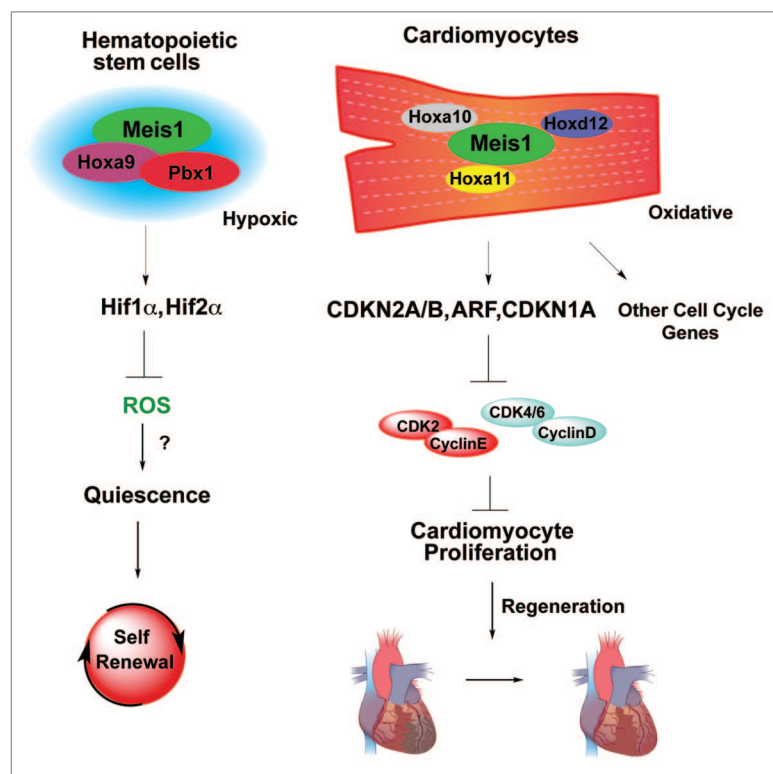 Hematopoietic
stem cells
Meis1
Hoxa9
Pbx1
Hypoxic
Hif1α,Hif2α
ROS
?
Quiescence
Self
Renewal
Cardiomyocytes
Hoxa10
Hoxd12
Meis1
Hoxa11
Oxidative
CDKN2A/B,ARF,CDKN1A
Other Cell Cycle
Genes
CDK4/6
CDK2
CyclinD
CyclinE
Cardiomyocyte
Proliferation
Regeneration